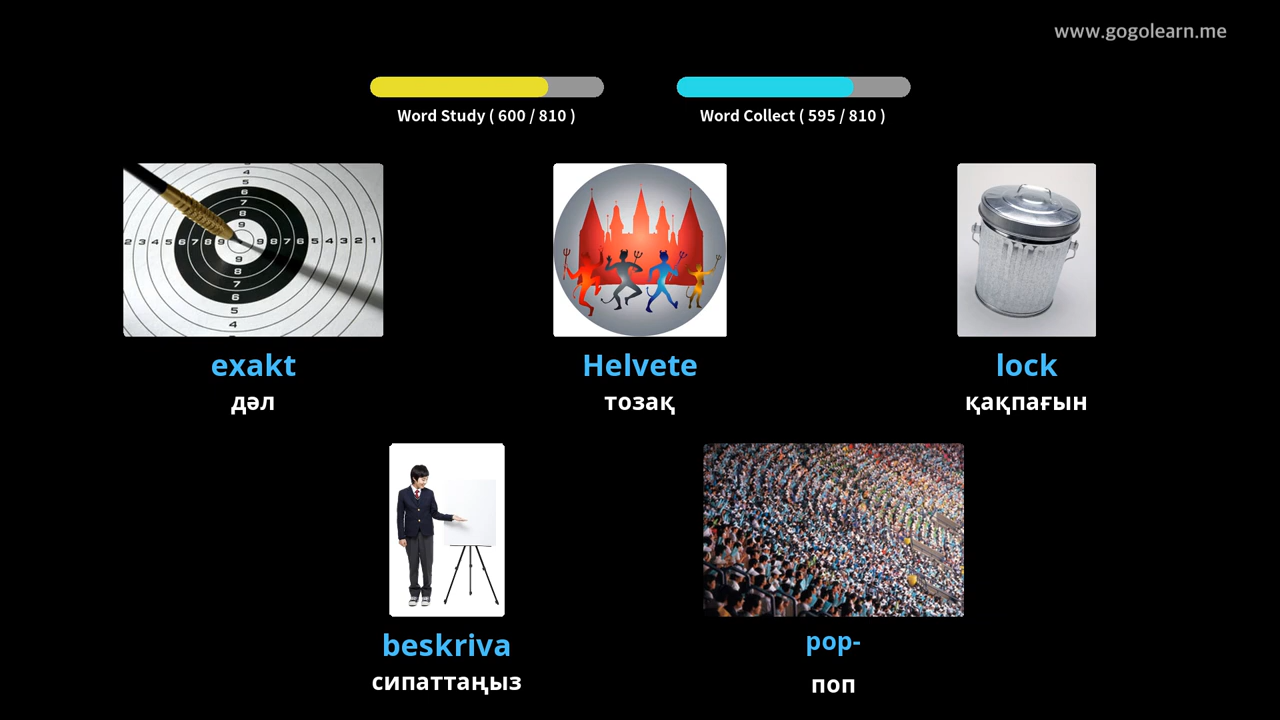 www.gogolearn.me
Word Study ( 600 / 810 )
Word Collect ( 595 / 810 )
exakt
дәл
Helvete
тозақ
lock
қақпағын
beskriva
сипаттаңыз
pop-
поп